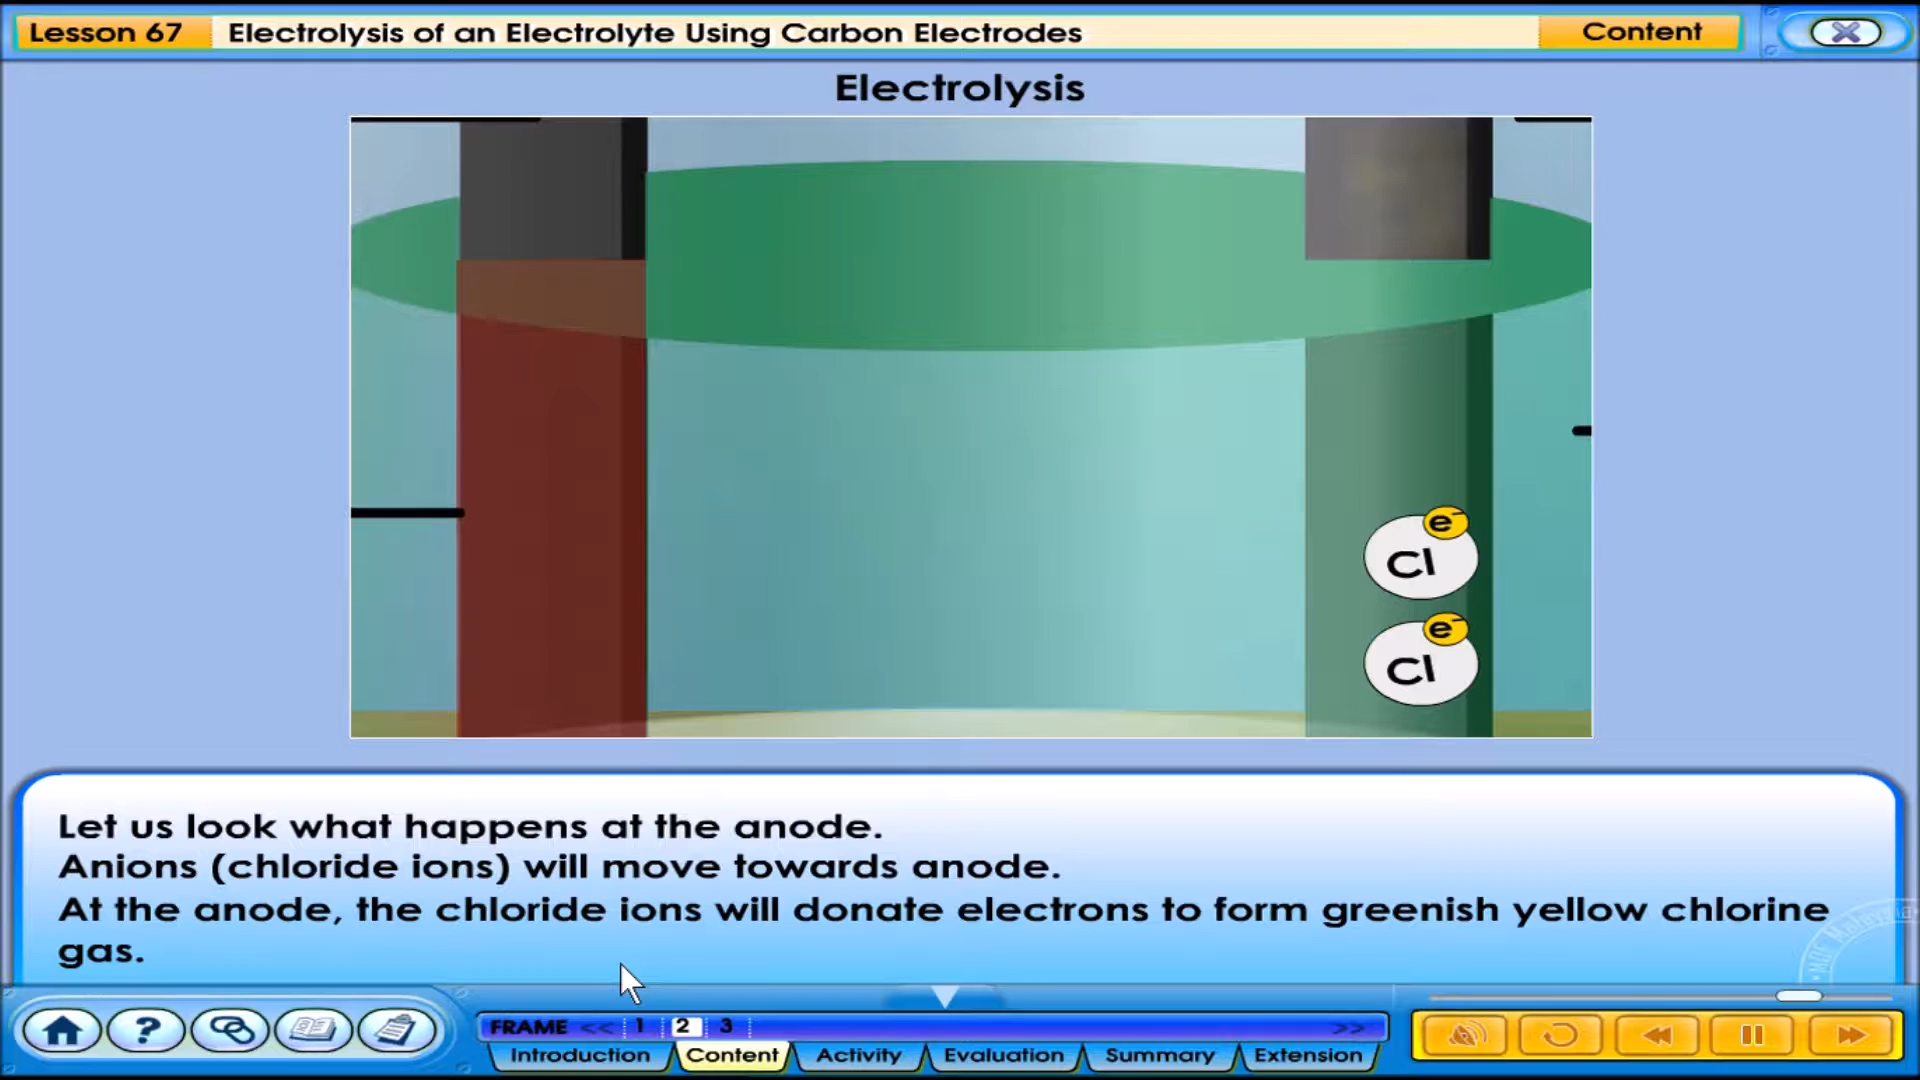 Lesson 67
Electrolysis of an Electrolyte Using Carbon Electrodes
Content
Electrolysis
e⁻
Cl
e⁻
Cl
Let us look what happens at the anode.
Anions (chloride ions) will move towards anode.
At the anode, the chloride ions will donate electrons to form greenish yellow chlorine
gas.
FRAME << 1 2 3 >>
Introduction
Content
Activity
Evaluation
Summary
Extension